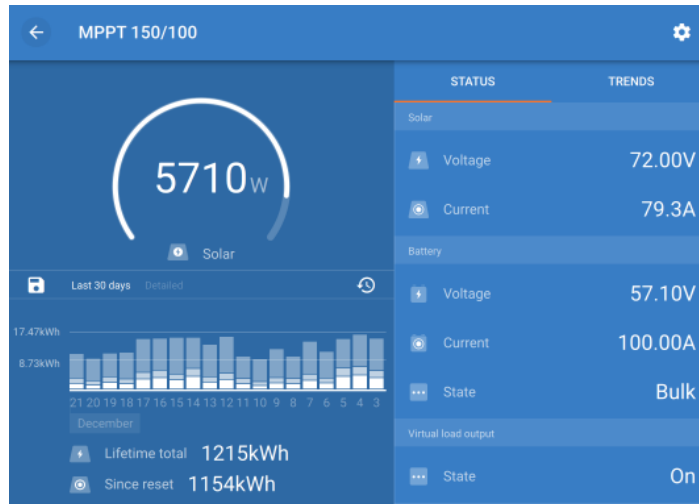 MPPT 150/100
5710W
Solar
Last 30 days Detailed
17.47kWh
8.73kWh
21 20 19 18 17 16 15 14 13 12 11 10 9 8 7 6 5 4 3
December
Lifetime total 1215kWh
Since reset 1154kWh
STATUS TRENDS
Solar
Voltage 72.00V
Current 79.3A
Battery
Voltage 57.10V
Current 100.00A
State Bulk
Virtual load output
State On